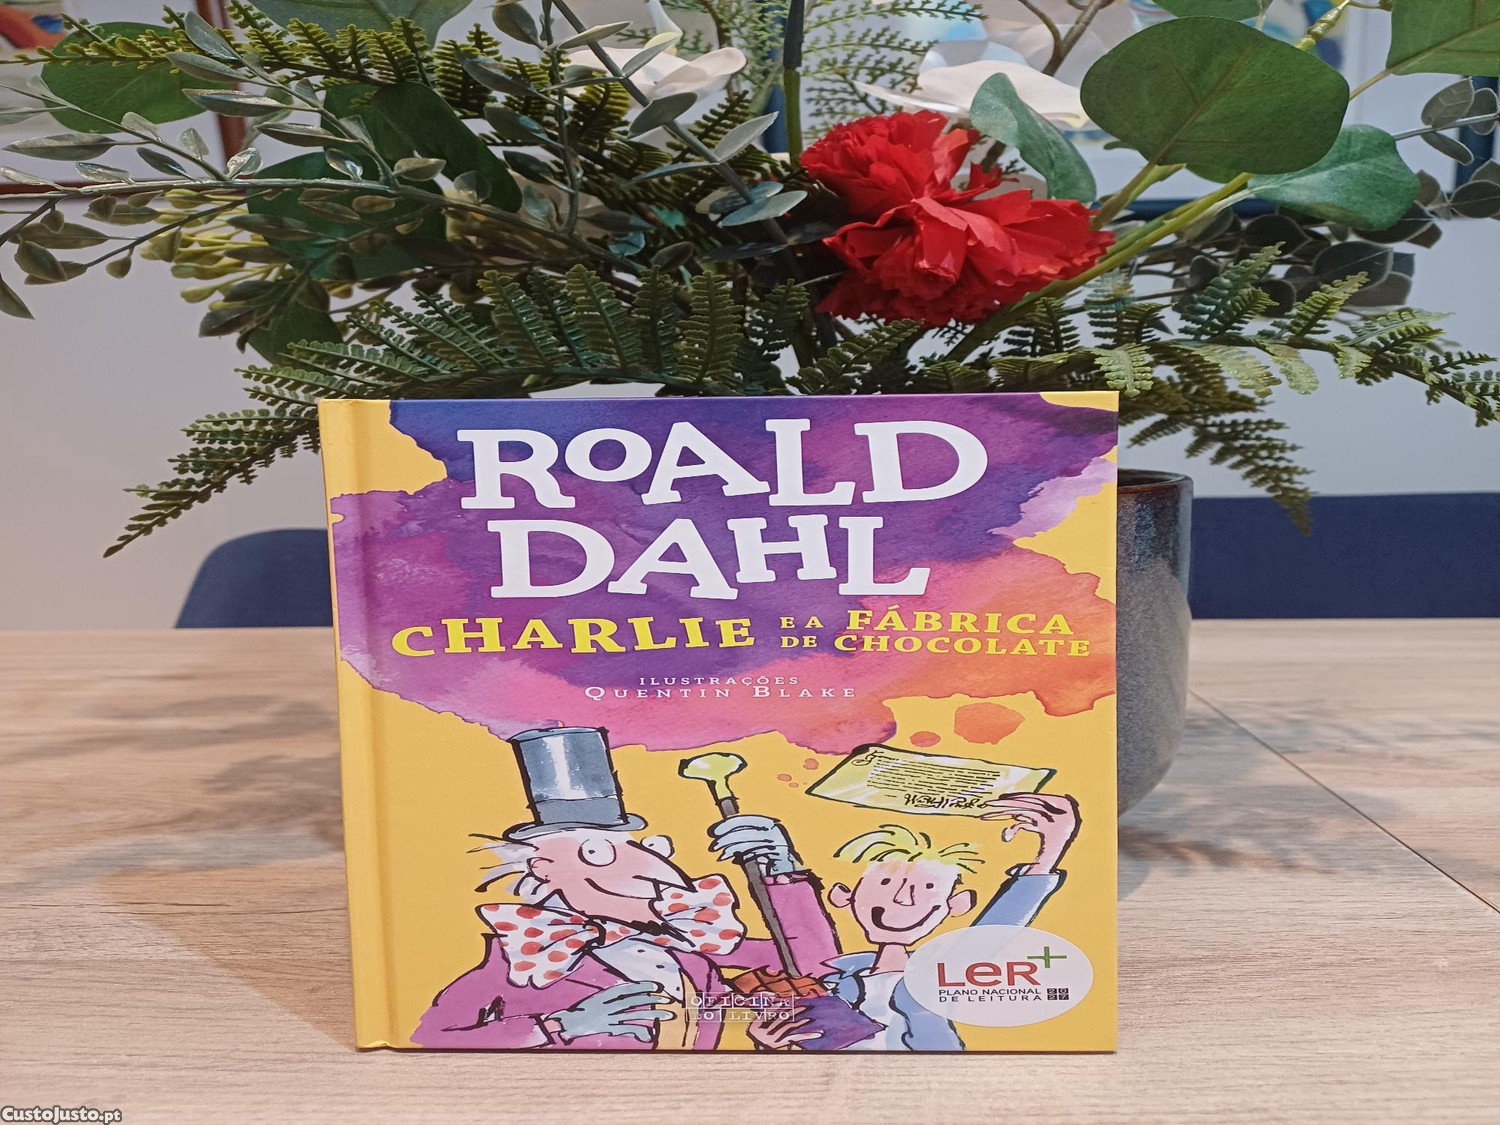 ROALD
DAHL
CHARLIE E A FÁBRICA
DE CHOCOLATE
ILUSTRAÇÕES
QUENTIN BLAKE
LeR+
PLANO NACIONAL
DE LEITURA 2027
OFICINA
DO LIVRO
CustoJusto.pt